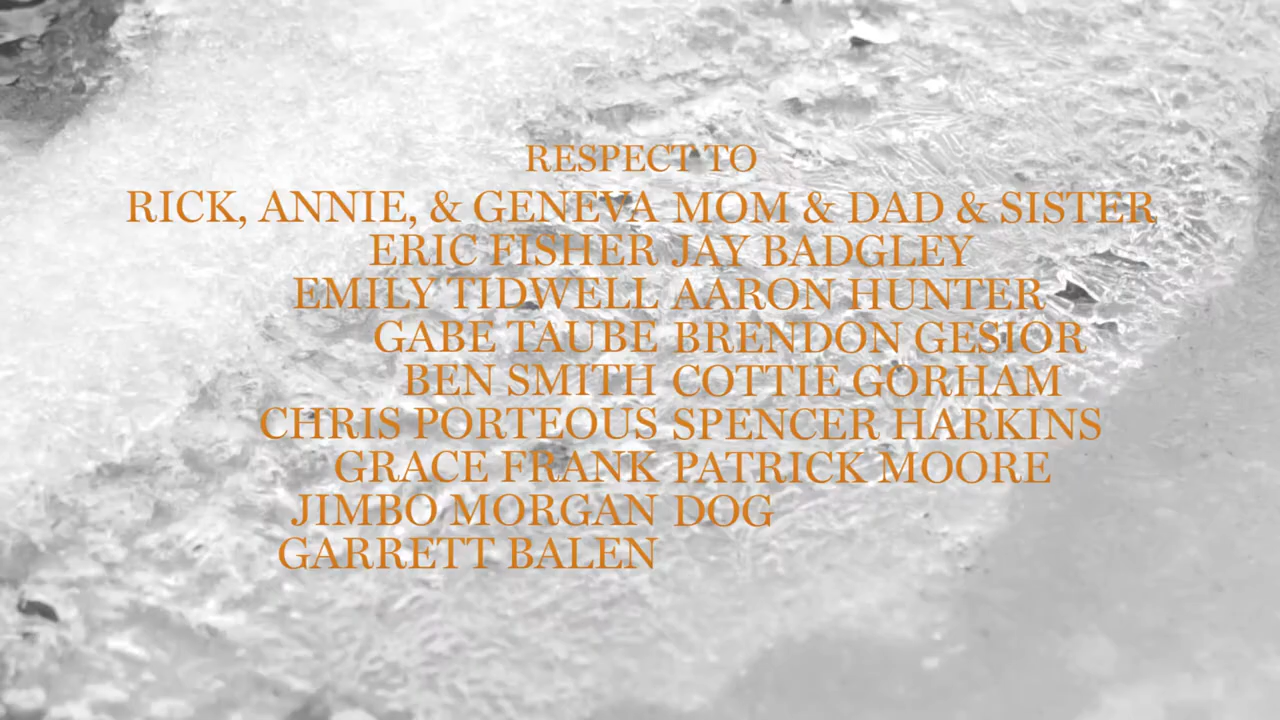 RESPECT TO
RICK, ANNIE, & GENEVA MOM & DAD & SISTER
ERIC FISHER JAY BADGLEY
EMILY TIDWELL AARON HUNTER
GABE TAUBE BRENDON GESIOR
BEN SMITH COTTIE GORHAM
CHRIS PORTEOUS SPENCER HARKINS
GRACE FRANK PATRICK MOORE
JIMBO MORGAN DOG
GARRETT BALEN